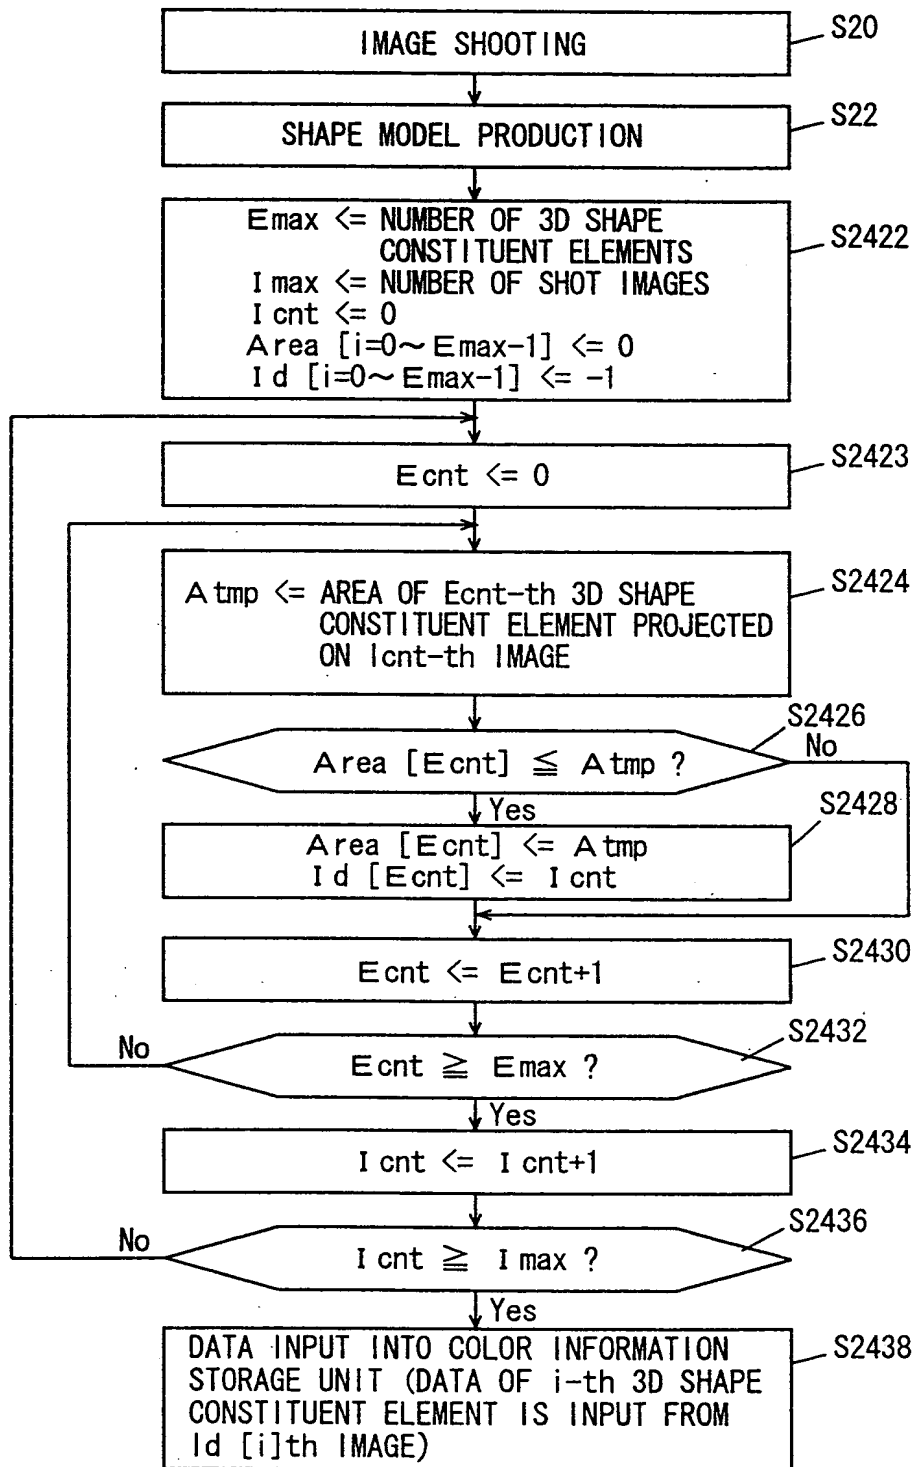 IMAGE SHOOTING
S20
SHAPE MODEL PRODUCTION
S22
Emax <= NUMBER OF 3D SHAPE
CONSTITUENT ELEMENTS
Imax <= NUMBER OF SHOT IMAGES
Icnt <= 0
Area [i=0~Emax-1] <= 0
Id [i=0~Emax-1] <= -1
S2422
Ecnt <= 0
S2423
Atmp <= AREA OF Ecnt-th 3D SHAPE
CONSTITUENT ELEMENT PROJECTED
ON Icnt-th IMAGE
S2424
S2426
Area [Ecnt] ≦ Atmp ?
No
Yes
S2428
Area [Ecnt] <= Atmp
Id [Ecnt] <= Icnt
Ecnt <= Ecnt+1
S2430
S2432
No
Ecnt ≧ Emax ?
Yes
Icnt <= Icnt+1
S2434
S2436
No
Icnt ≧ Imax ?
Yes
DATA INPUT INTO COLOR INFORMATION
STORAGE UNIT (DATA OF i-th 3D SHAPE
CONSTITUENT ELEMENT IS INPUT FROM
Id [i]th IMAGE)
S2438